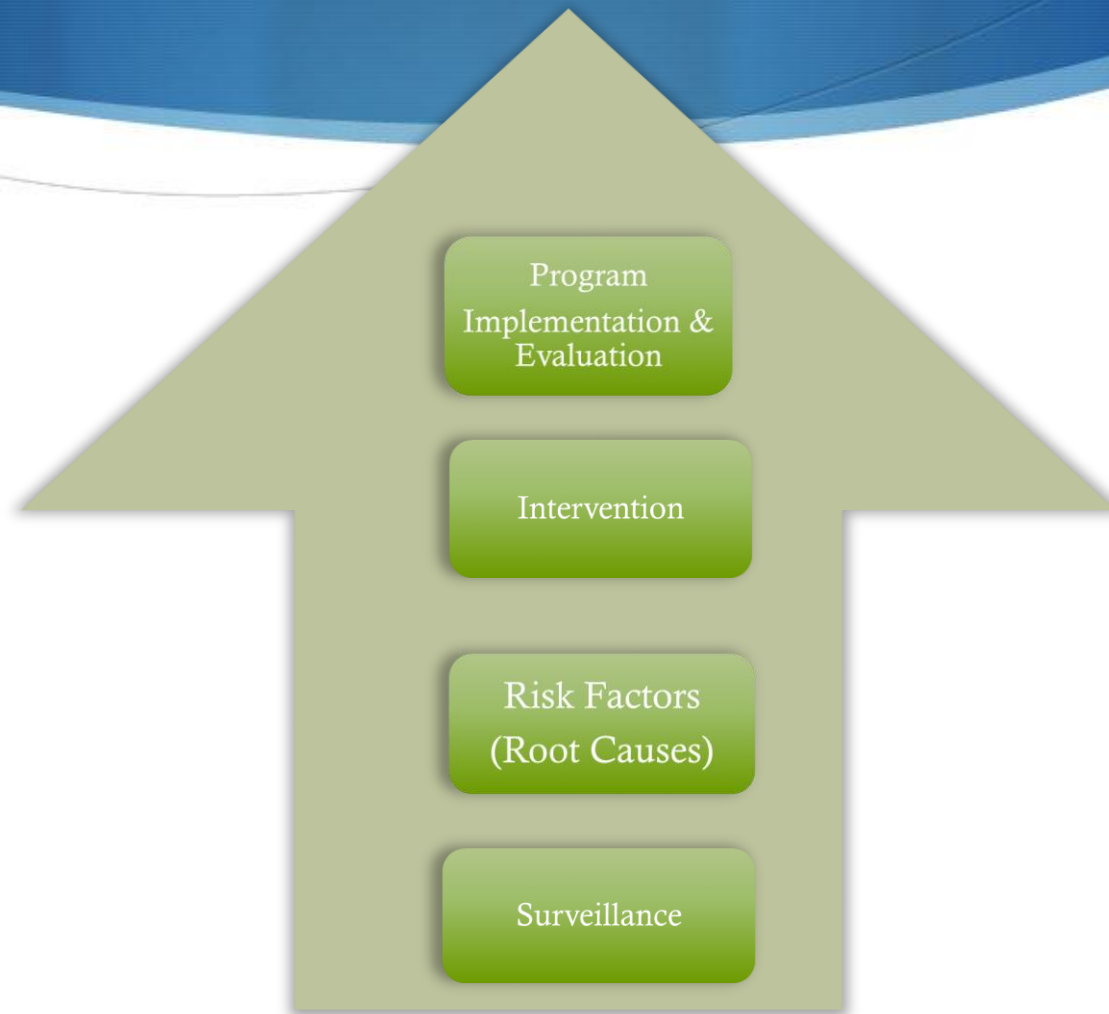 Program
Implementation &
Evaluation
Intervention
Risk Factors
(Root Causes)
Surveillance